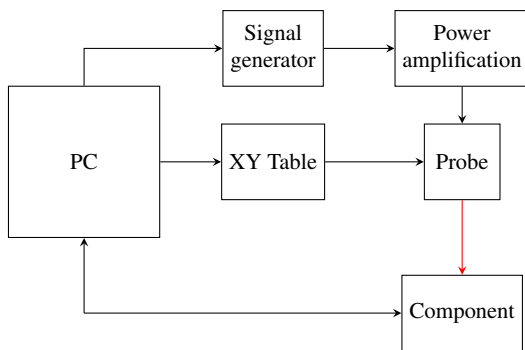 Signal
generator
Power
amplification
PC
XY Table
Probe
Component